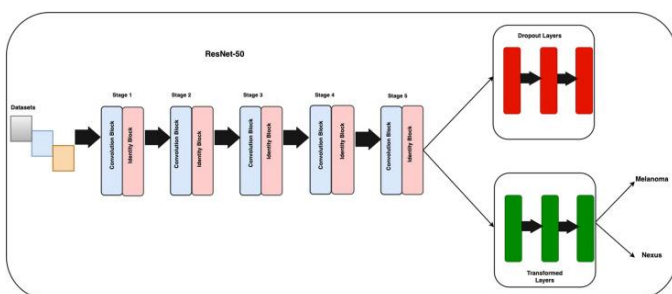 ResNet-50
Datasets
Stage 1
Stage 2
Stage 3
Stage 4
Stage 5
Convolution Block
Identity Block
Convolution Block
Identity Block
Convolution Block
Identity Block
Convolution Block
Identity Block
Convolution Block
Identity Block
Dropout Layers
Transformed
Layers
Melanoma
Nexus